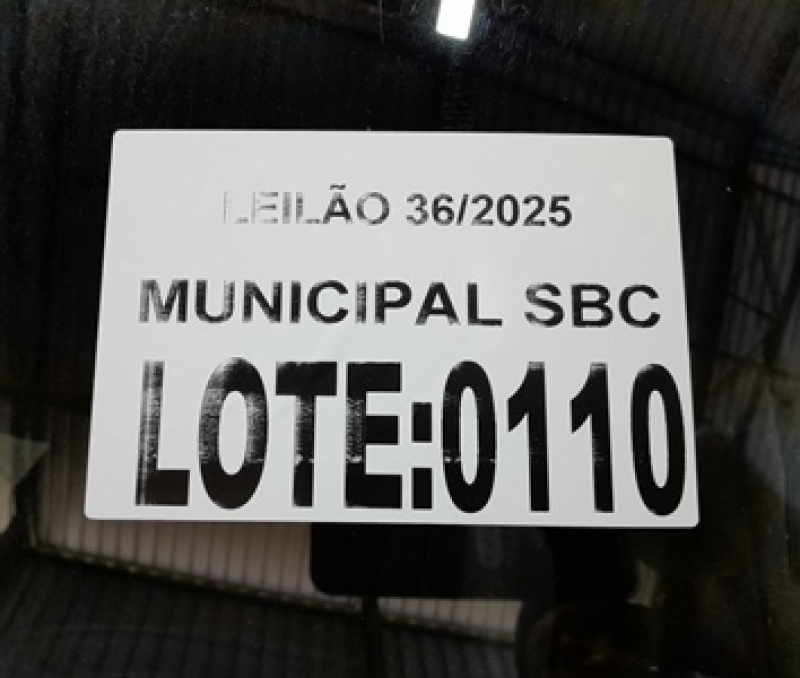 LEILÃO 36/2025
MUNICIPAL SBC
LOTE:0110